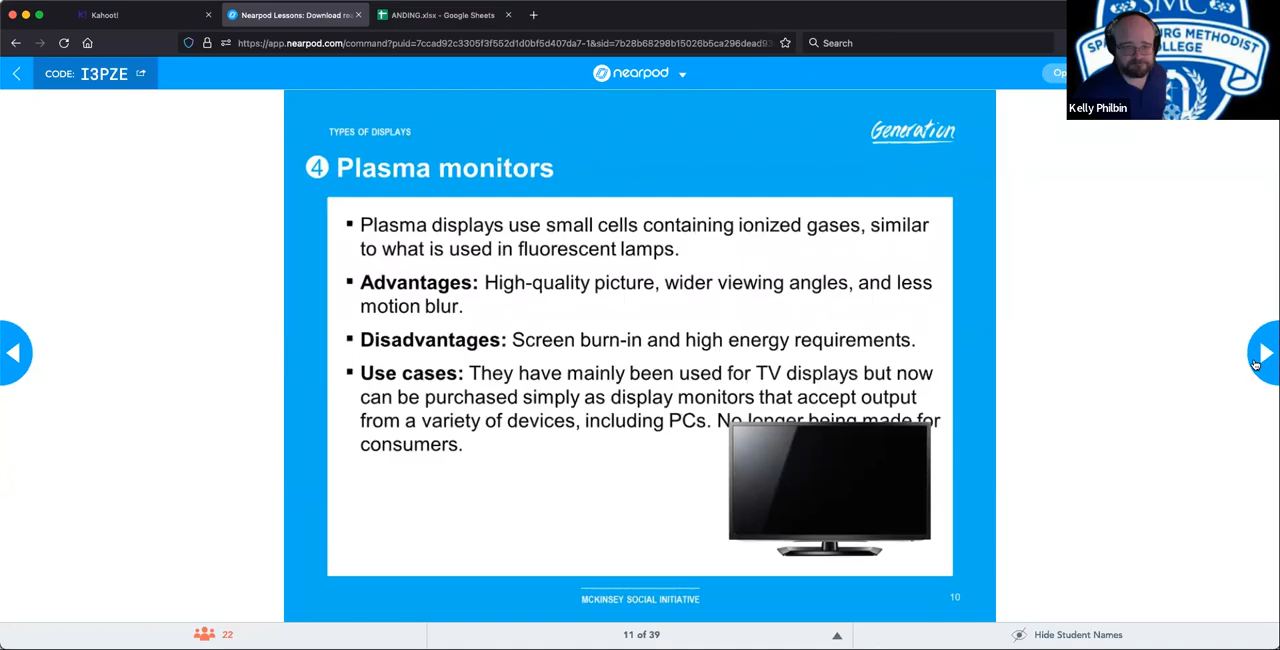 Kahoot!
Nearpod Lessons: Download re
ANDING.xlsx - Google Sheets
https://app.nearpod.com/command?puid=7ccad92c3305f3f552d1d0bf5d407da7-1&sid=7b28b68298b15026b5ca296dead93
Search
SMC
METHODIST
COLLEGE
Kelly Philbin
CODE: I3PZE
nearpod
Op
TYPES OF DISPLAYS
Generation
4 Plasma monitors
▪ Plasma displays use small cells containing ionized gases, similar
to what is used in fluorescent lamps.
▪ Advantages: High-quality picture, wider viewing angles, and less
motion blur.
▪ Disadvantages: Screen burn-in and high energy requirements.
▪ Use cases: They have mainly been used for TV displays but now
can be purchased simply as display monitors that accept output
from a variety of devices, including PCs. No longer being made for
consumers.
MCKINSEY SOCIAL INITIATIVE
10
22
11 of 39
Hide Student Names